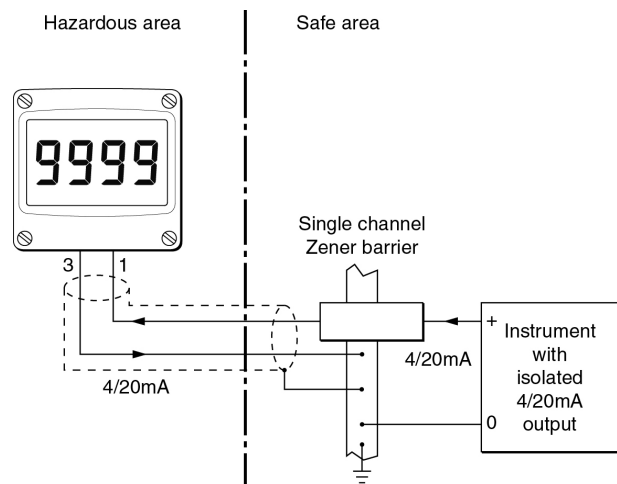 Hazardous area
Safe area
9999
Single channel
Zener barrier
3
1
+
4/20mA
4/20mA
0
Instrument
with
isolated
4/20mA
output